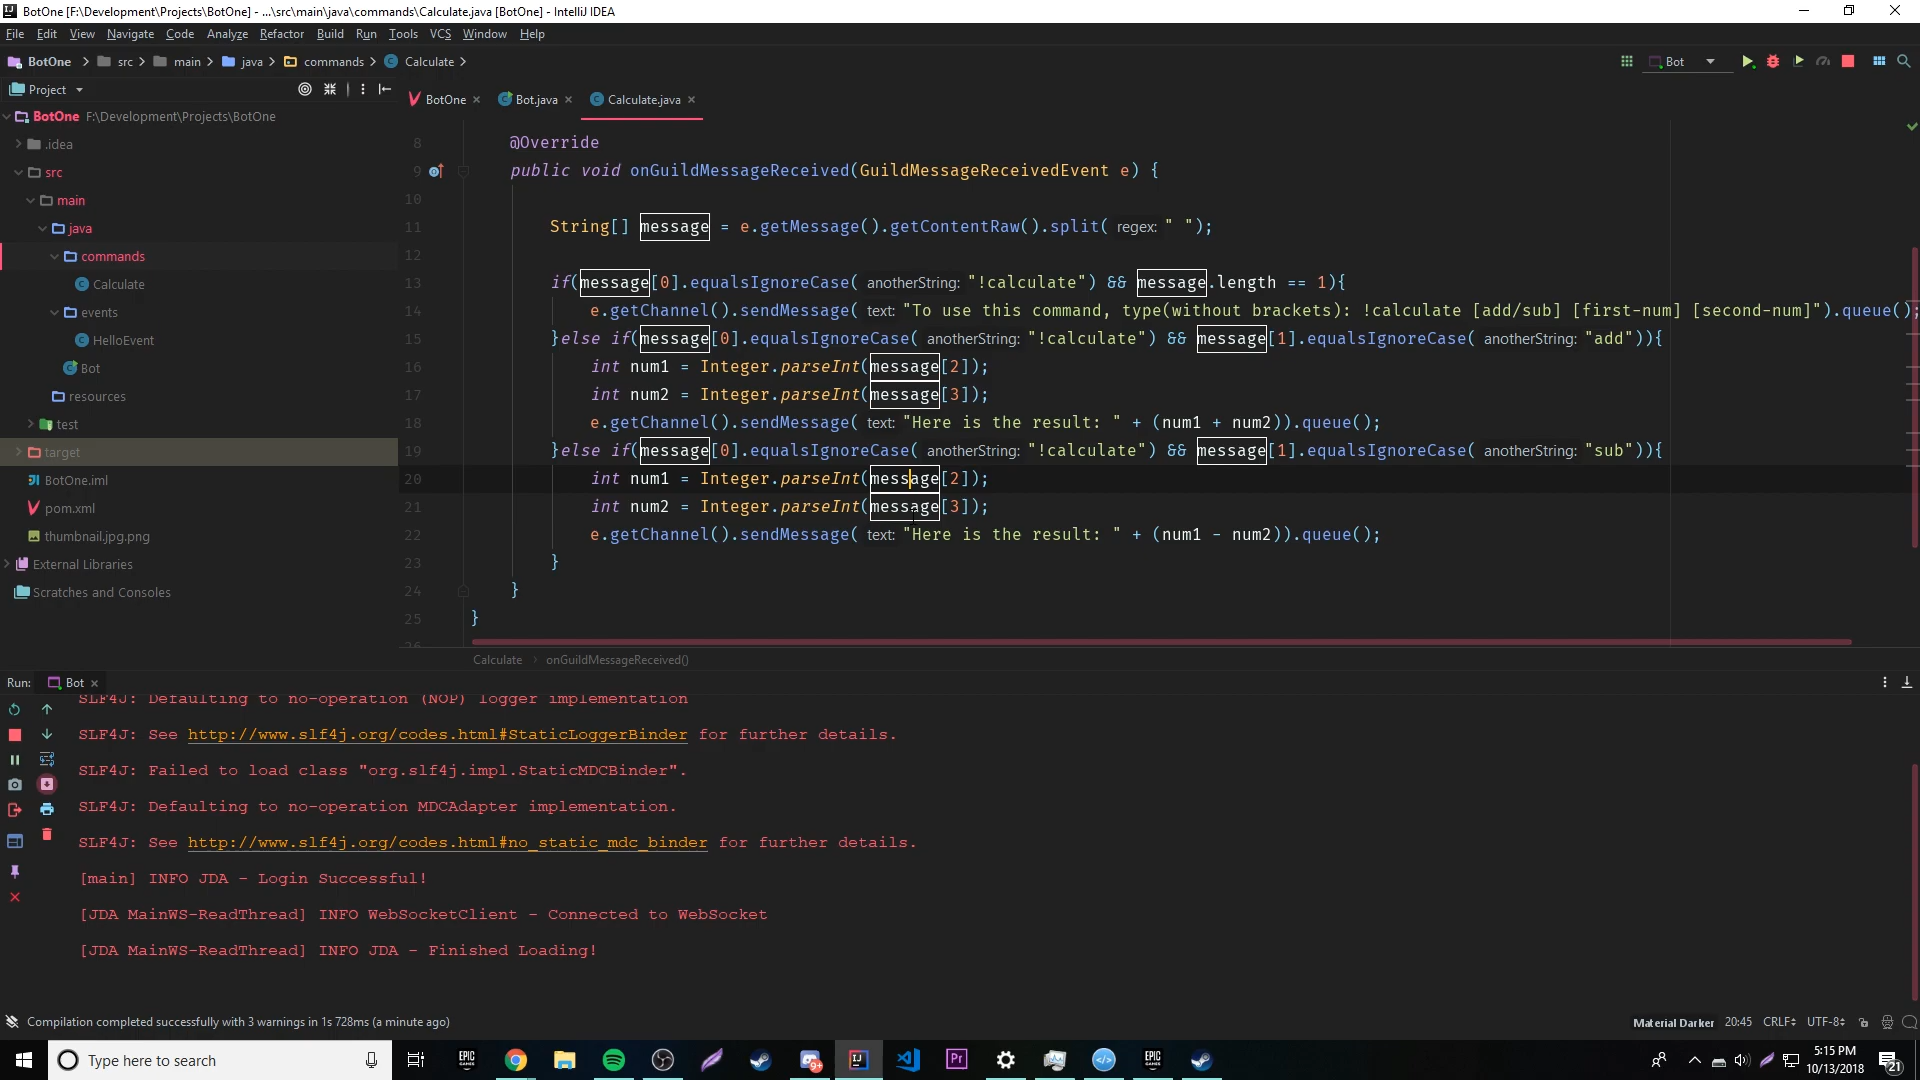 BotOne [F:\Development\Projects\BotOne] - ...\src\main\java\commands\Calculate.java [BotOne] - IntelliJ IDEA
File Edit View Navigate Code Analyze Refactor Build Run Tools VCS Window Help
BotOne src main java commands Calculate Bot
Project
BotOne Bot.java Calculate.java
BotOne F:\Development\Projects\BotOne
.idea
src
main
java
commands
Calculate
events
HelloEvent
Bot
resources
test
target
BotOne.iml
pom.xml
thumbnail.jpg.png
External Libraries
Scratches and Consoles
8 @Override
9 public void onGuildMessageReceived(GuildMessageReceivedEvent e) {
10
11 String[] message = e.getMessage().getContentRaw().split( regex: " ");
12
13 if(message[0].equalsIgnoreCase( anotherString: "!calculate") && message.length == 1){
14 e.getChannel().sendMessage( text: "To use this command, type(without brackets): !calculate [add/sub] [first-num] [second-num]").queue();
15 }else if(message[0].equalsIgnoreCase( anotherString: "!calculate") && message[1].equalsIgnoreCase( anotherString: "add")){
16 int num1 = Integer.parseInt(message[2]);
17 int num2 = Integer.parseInt(message[3]);
18 e.getChannel().sendMessage( text: "Here is the result: " + (num1 + num2)).queue();
19 }else if(message[0].equalsIgnoreCase( anotherString: "!calculate") && message[1].equalsIgnoreCase( anotherString: "sub")){
20 int num1 = Integer.parseInt(message[2]);
21 int num2 = Integer.parseInt(message[3]);
22 e.getChannel().sendMessage( text: "Here is the result: " + (num1 - num2)).queue();
23 }
24 }
25 }
Calculate onGuildMessageReceived()
Run: Bot
SLF4J: Defaulting to no-operation (NOP) logger implementation
SLF4J: See http://www.slf4j.org/codes.html#StaticLoggerBinder for further details.
SLF4J: Failed to load class "org.slf4j.impl.StaticMDCBinder".
SLF4J: Defaulting to no-operation MDCAdapter implementation.
SLF4J: See http://www.slf4j.org/codes.html#no_static_mdc_binder for further details.
[main] INFO JDA - Login Successful!
[JDA MainWS-ReadThread] INFO WebSocketClient - Connected to WebSocket
[JDA MainWS-ReadThread] INFO JDA - Finished Loading!
Compilation completed successfully with 3 warnings in 1s 728ms (a minute ago)
Material Darker 20:45 CRLF UTF-8
Type here to search
EPIC GAMES
9+
IJ
Pr
EPIC GAMES
5:15 PM
10/13/2018
21